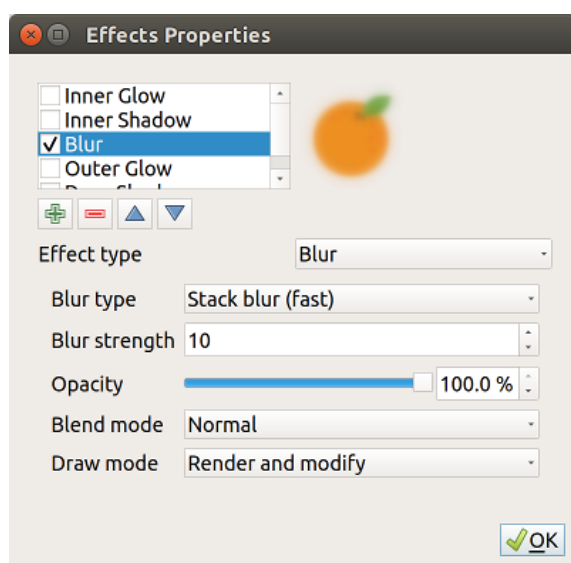 Effects Properties
Inner Glow
Inner Shadow
Blur
Outer Glow
Effect type Blur
Blur type Stack blur (fast)
Blur strength 10
Opacity 100.0 %
Blend mode Normal
Draw mode Render and modify
OK